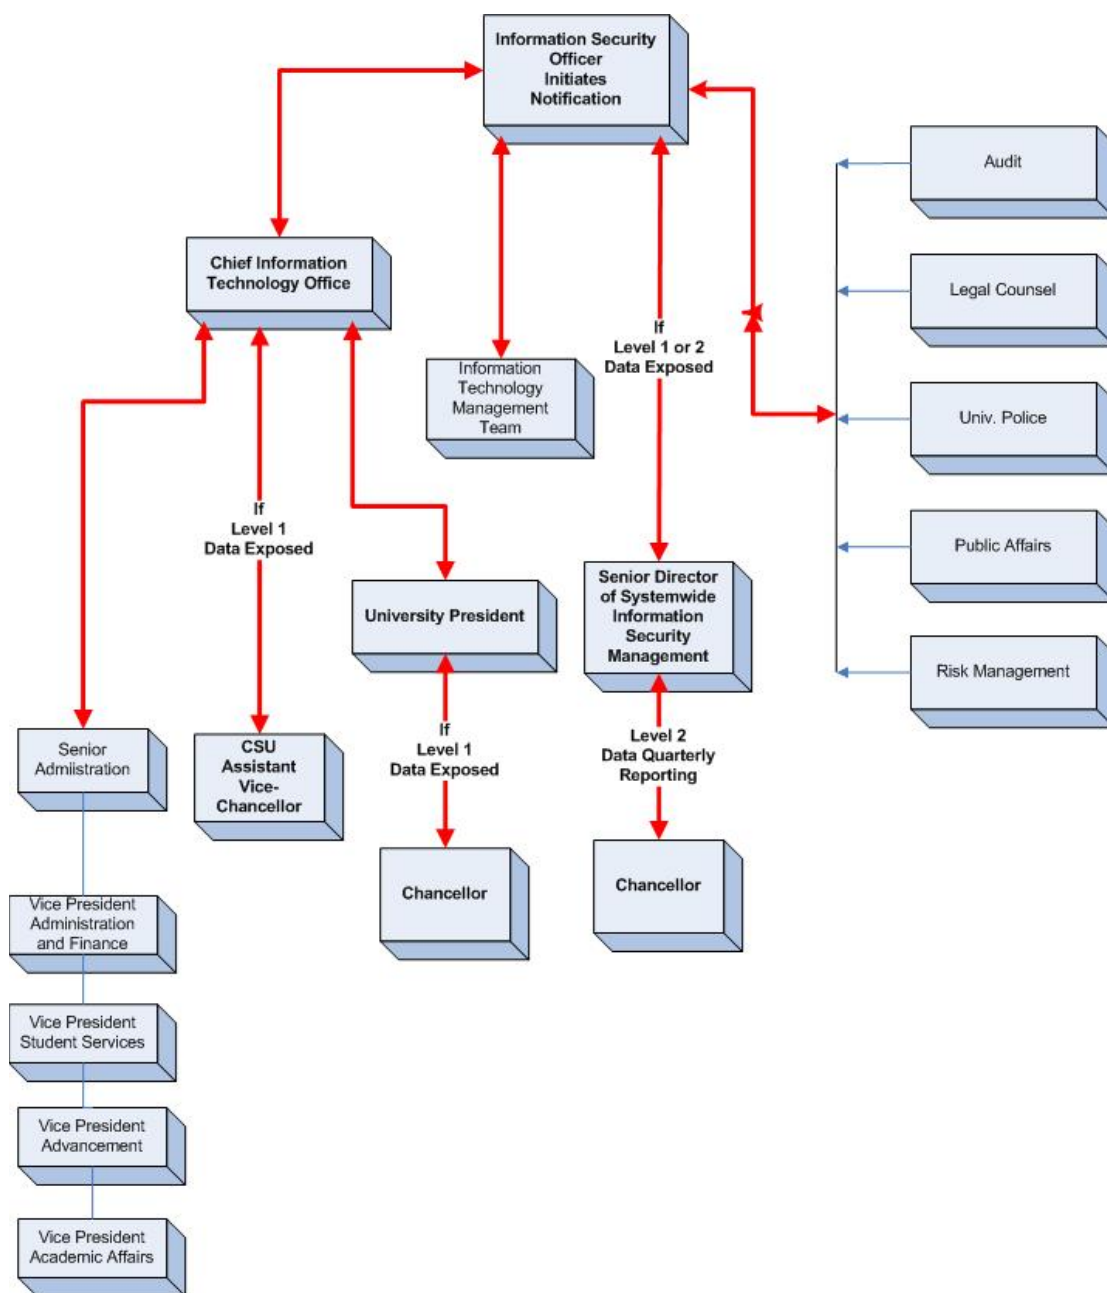 Information Security
Officer
Initiates
Notification
Audit
Chief Information
Technology Office
Legal Counsel
If
Level 1 or 2
Data Exposed
Information
Technology
Management
Team
Univ. Police
If
Level 1
Data Exposed
Public Affairs
University President
Senior Director
of Systemwide
Information
Security
Management
Risk Management
Senior
Admiistration
CSU
Assistant
Vice-
Chancellor
If
Level 1
Data Exposed
Level 2
Data Quarterly
Reporting
Chancellor
Chancellor
Vice President
Administration
and Finance
Vice President
Student Services
Vice President
Advancement
Vice President
Academic Affairs